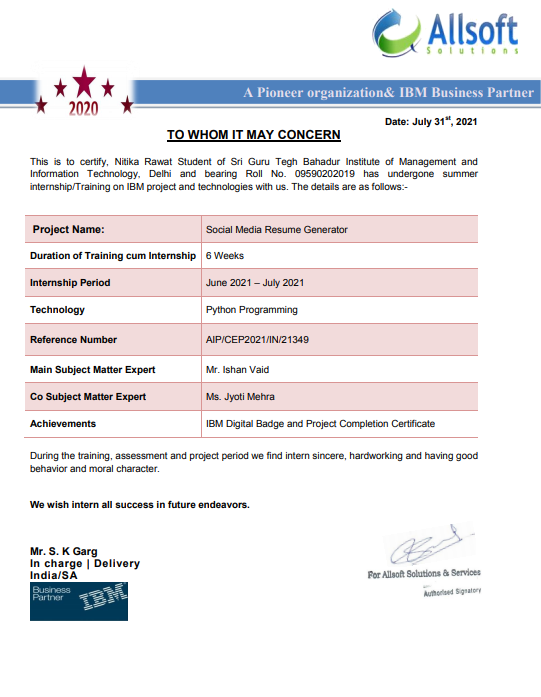 Allsoft
Solutions
2020
A Pioneer organization& IBM Business Partner
Date: July 31st, 2021
TO WHOM IT MAY CONCERN
This is to certify, Nitika Rawat Student of Sri Guru Tegh Bahadur Institute of Management and
Information Technology, Delhi and bearing Roll No. 09590202019 has undergone summer
internship/Training on IBM project and technologies with us. The details are as follows:-
Project Name: Social Media Resume Generator
Duration of Training cum Internship 6 Weeks
Internship Period June 2021 – July 2021
Technology Python Programming
Reference Number AIP/CEP2021/IN/21349
Main Subject Matter Expert Mr. Ishan Vaid
Co Subject Matter Expert Ms. Jyoti Mehra
Achievements IBM Digital Badge and Project Completion Certificate
During the training, assessment and project period we find intern sincere, hardworking and having good
behavior and moral character.
We wish intern all success in future endeavors.
Mr. S. K Garg
In charge | Delivery
India/SA
Business
Partner
IBM
For Allsoft Solutions & Services
Authorised Signatory